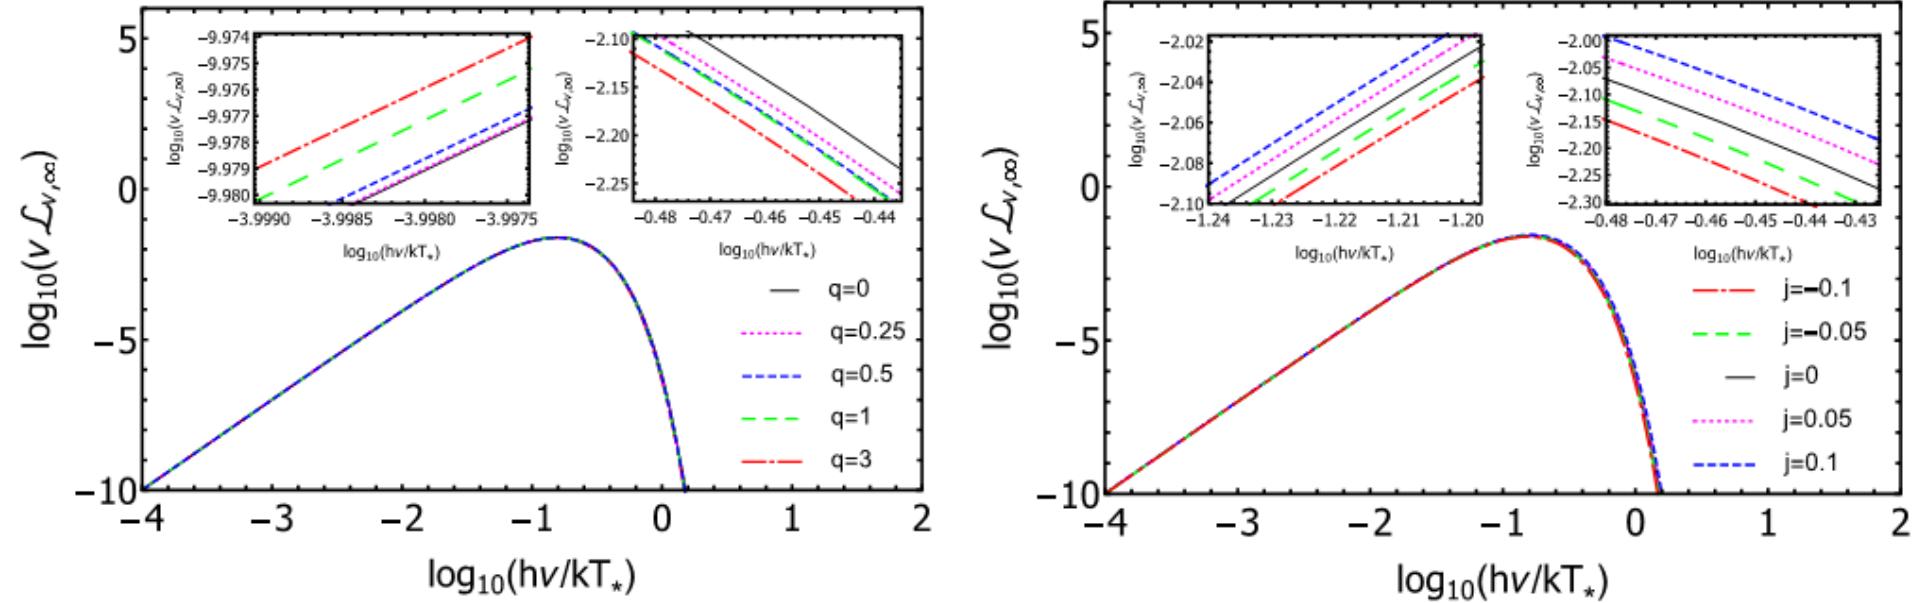 5
0
−5
−10
−4 −3 −2 −1 0 1 2
log₁₀(ν 𝓛ν,∞)
log₁₀(hν/kT*)
−9.974
−9.975
−9.976
−9.977
−9.978
−9.979
−9.980
−3.9990 −3.9985 −3.9980 −3.9975
log₁₀(ν 𝓛ν,∞)
log₁₀(hν/kT*)
−2.10
−2.15
−2.20
−2.25
−0.48 −0.47 −0.46 −0.45 −0.44
log₁₀(ν 𝓛ν,∞)
log₁₀(hν/kT*)
q=0
q=0.25
q=0.5
q=1
q=3
5
0
−5
−10
−4 −3 −2 −1 0 1 2
log₁₀(ν 𝓛ν,∞)
log₁₀(hν/kT*)
−2.02
−2.04
−2.06
−2.08
−2.10
−1.24 −1.23 −1.22 −1.21 −1.20
log₁₀(ν 𝓛ν,∞)
log₁₀(hν/kT*)
−2.00
−2.05
−2.10
−2.15
−2.20
−2.25
−2.30
−0.48 −0.47 −0.46 −0.45 −0.44 −0.43
log₁₀(ν 𝓛ν,∞)
log₁₀(hν/kT*)
j=−0.1
j=−0.05
j=0
j=0.05
j=0.1